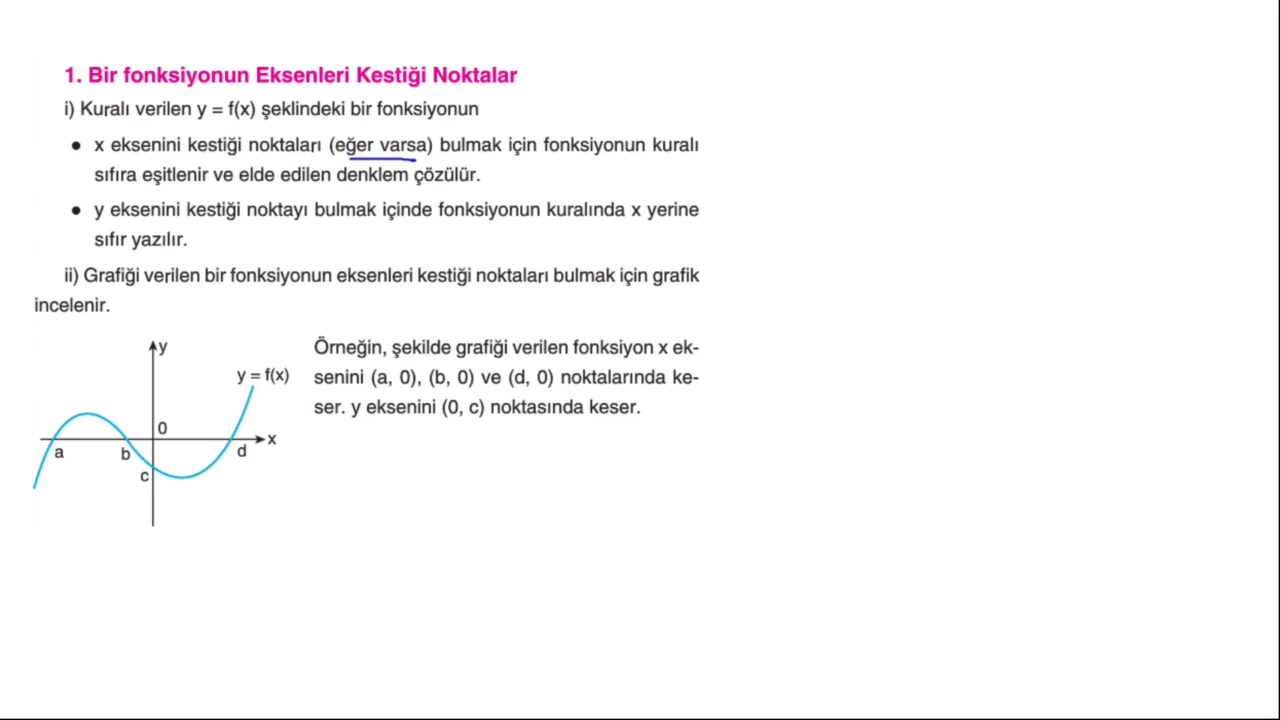 1. Bir fonksiyonun Eksenleri Kestiği Noktalar
i) Kuralı verilen y = f(x) şeklindeki bir fonksiyonun
● x eksenini kestiği noktaları (eğer varsa) bulmak için fonksiyonun kuralı
sıfıra eşitlenir ve elde edilen denklem çözülür.
● y eksenini kestiği noktayı bulmak içinde fonksiyonun kuralında x yerine
sıfır yazılır.
ii) Grafiği verilen bir fonksiyonun eksenleri kestiği noktaları bulmak için grafik
incelenir.
Örneğin, şekilde grafiği verilen fonksiyon x ek-
senini (a, 0), (b, 0) ve (d, 0) noktalarında ke-
ser. y eksenini (0, c) noktasında keser.
y
y = f(x)
0
x
a
b
d
c